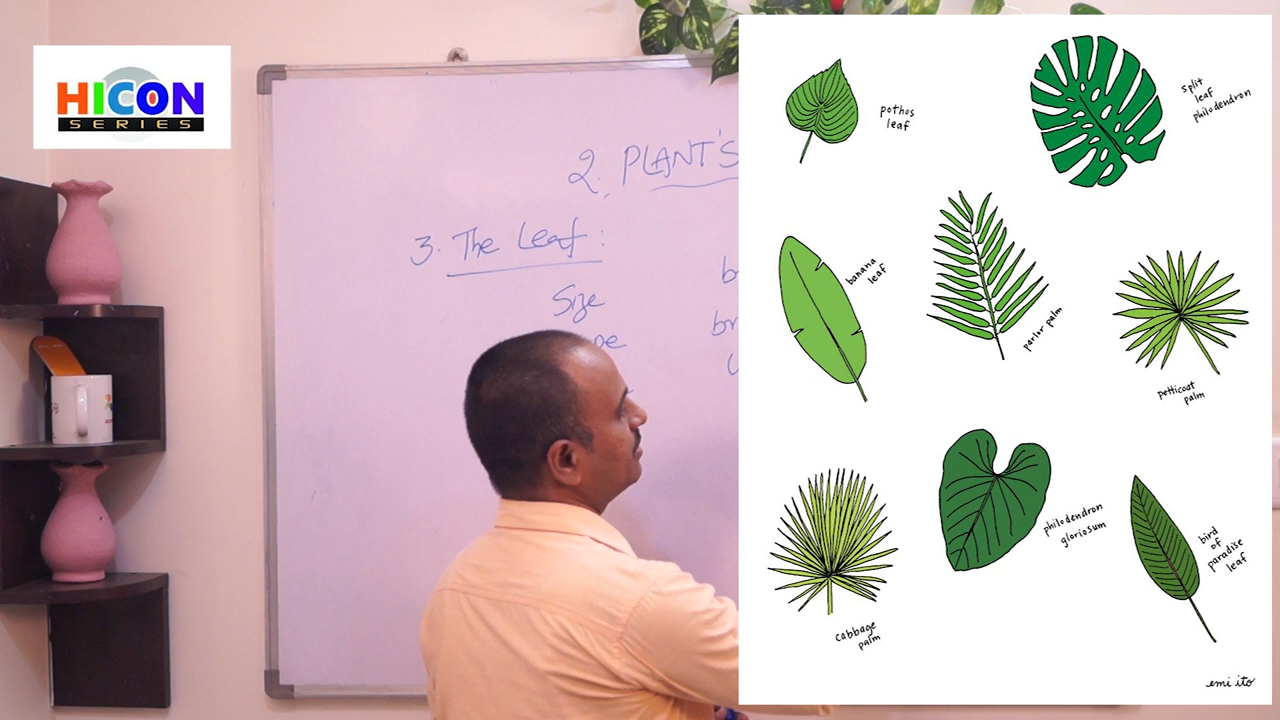 HICON
SERIES
2. PLANT'S
3. The Leaf:
Size
pothos
leaf
split
leaf
philodendron
banana
leaf
parlor palm
petticoat
palm
cabbage
palm
philodendron
gloriosum
bird
of
paradise
leaf
emi ito